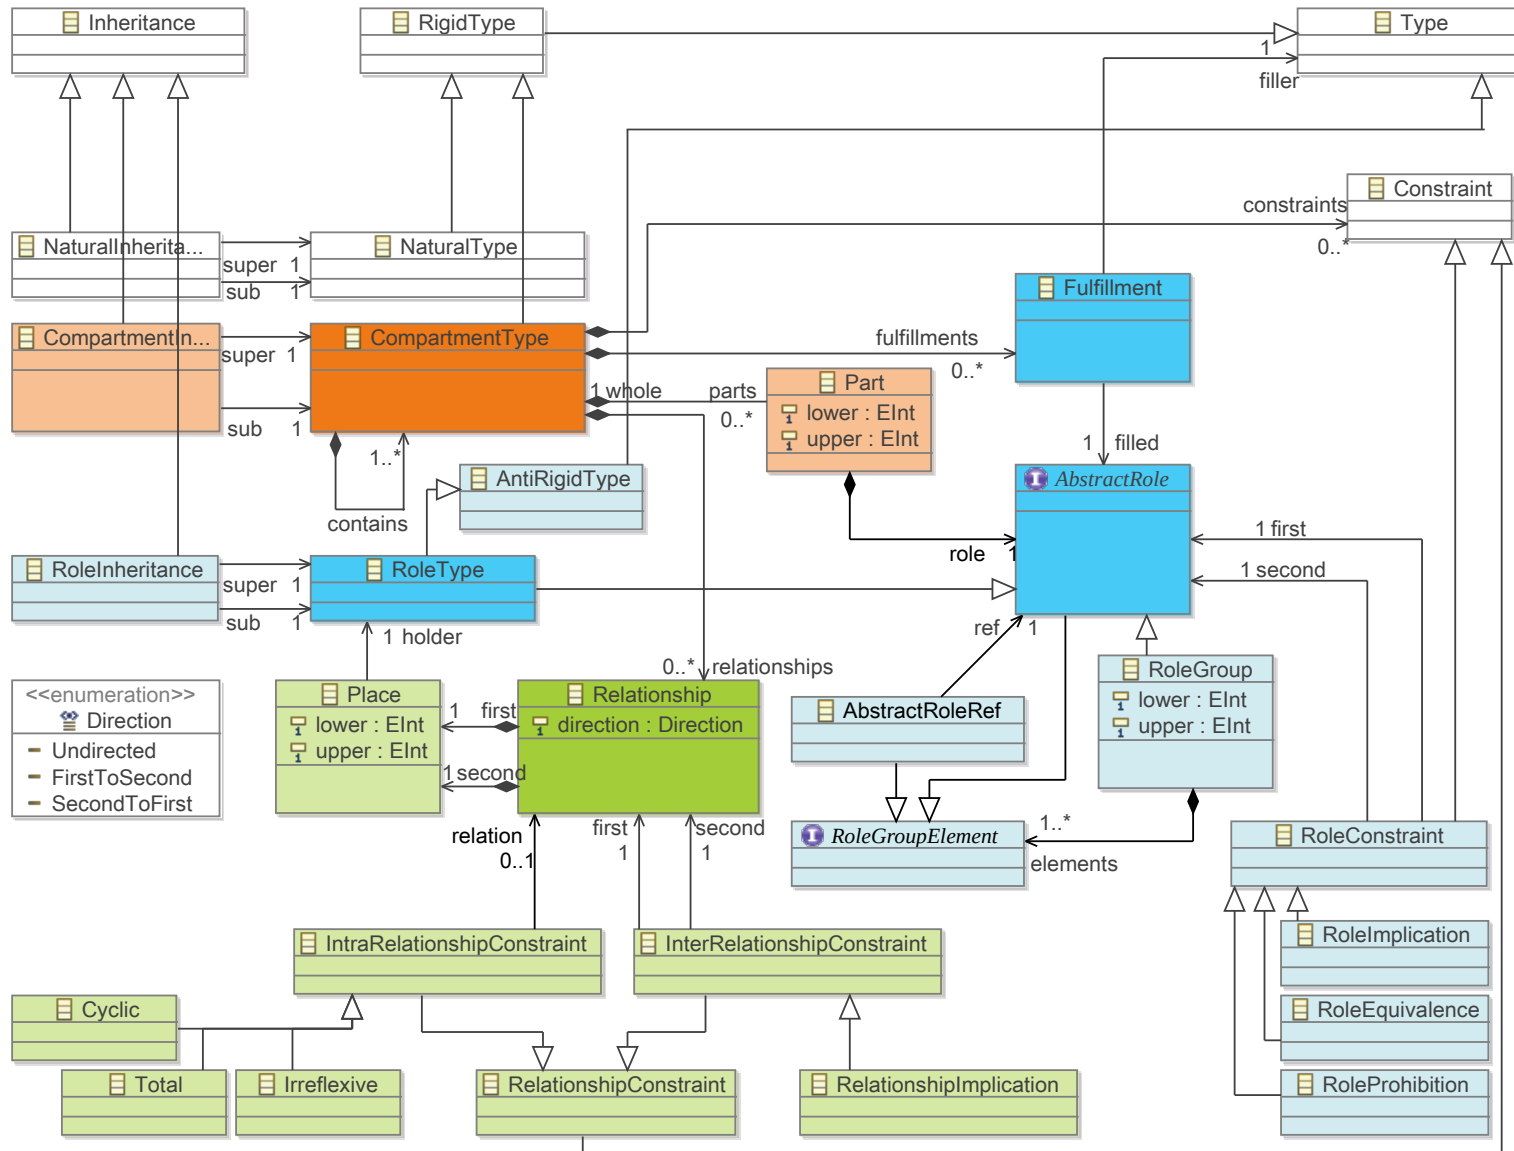 Inheritance
RigidType
Type
1
filler
Constraint
constraints
0..*
NaturalInherita...
super 1
sub 1
NaturalType
Fulfillment
CompartmentIn...
super 1
sub 1
CompartmentType
fulfillments
0..*
1 whole
parts
0..*
Part
lower : EInt
upper : EInt
1..*
contains
1 filled
AntiRigidType
AbstractRole
role 1
1 first
1 second
RoleInheritance
super 1
sub 1
RoleType
1 holder
ref 1
0..* relationships
RoleGroup
lower : EInt
upper : EInt
<<enumeration>>
Direction
Undirected
FirstToSecond
SecondToFirst
Place
lower : EInt
upper : EInt
1 first
1 second
Relationship
direction : Direction
AbstractRoleRef
relation
0..1
first
1
second
1
RoleGroupElement
1..*
elements
RoleConstraint
IntraRelationshipConstraint
InterRelationshipConstraint
RoleImplication
Cyclic
RoleEquivalence
Total
Irreflexive
RelationshipConstraint
RelationshipImplication
RoleProhibition